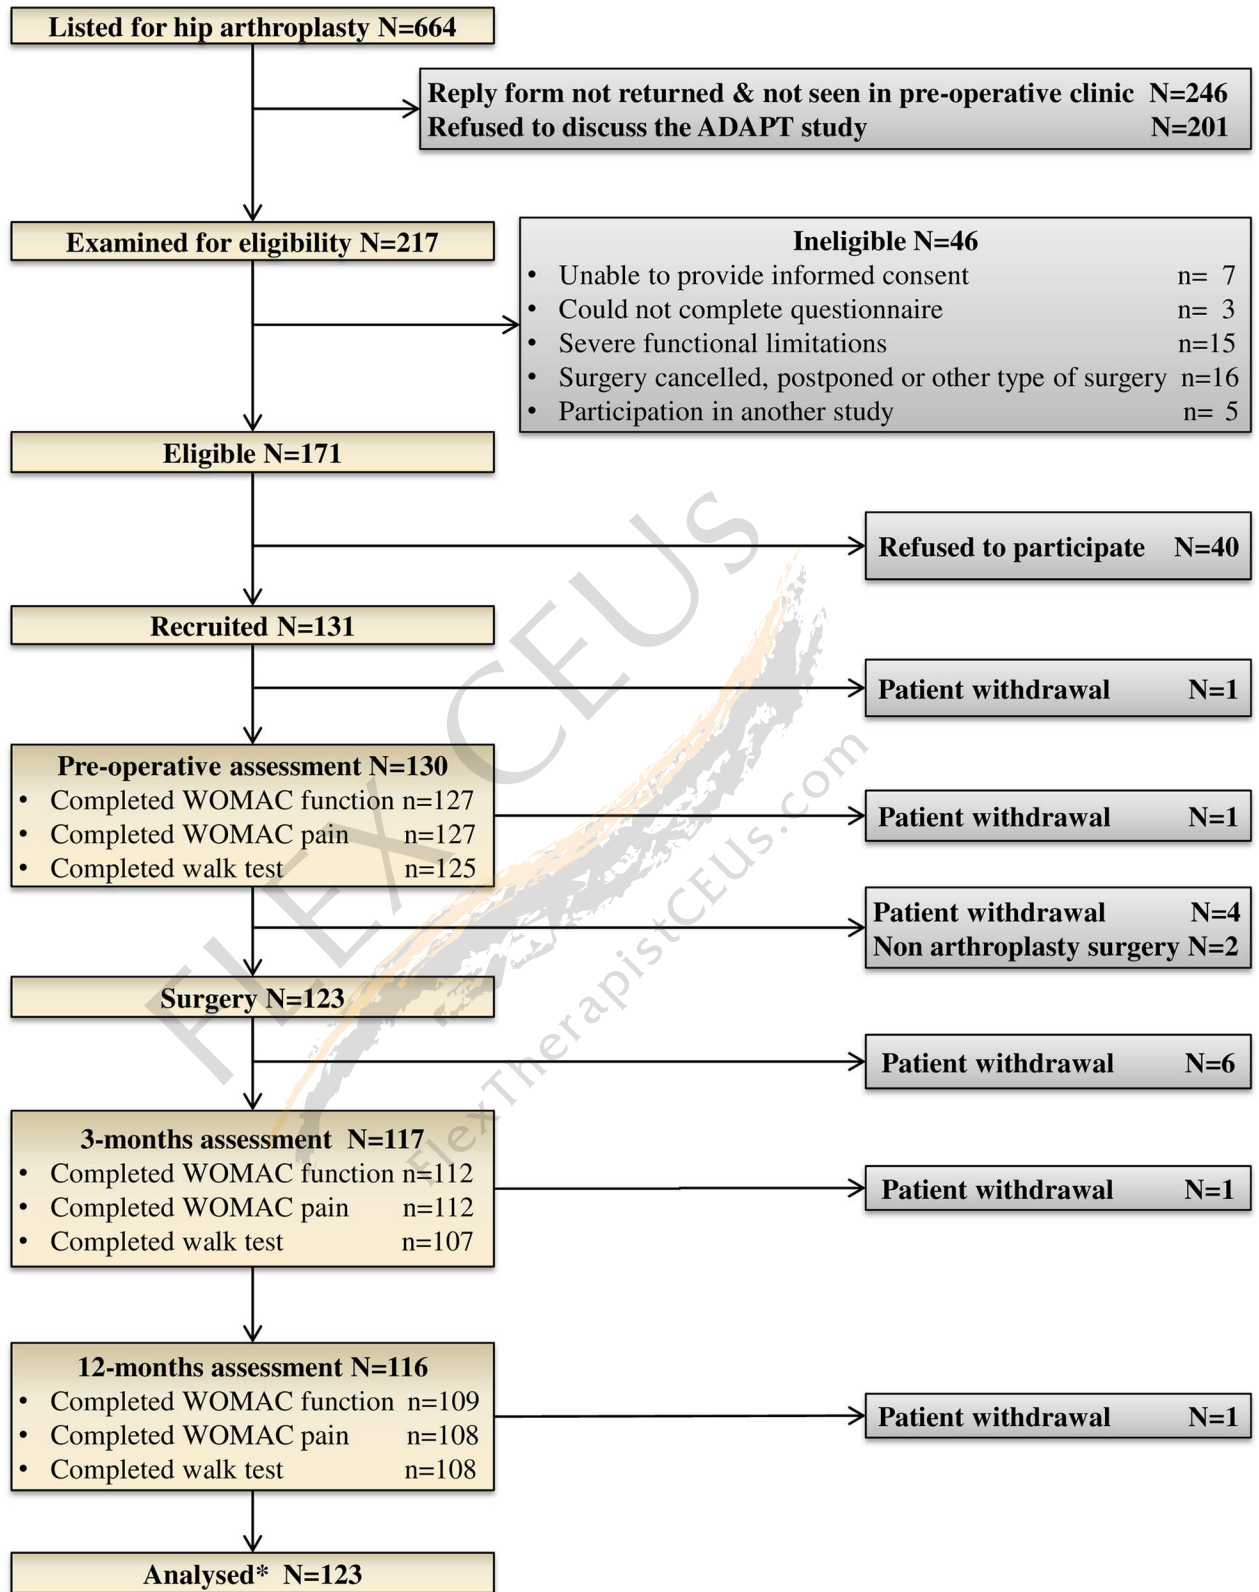 Listed for hip arthroplasty N=664
Reply form not returned & not seen in pre-operative clinic N=246
Refused to discuss the ADAPT study N=201
Examined for eligibility N=217
Ineligible N=46
• Unable to provide informed consent n= 7
• Could not complete questionnaire n= 3
• Severe functional limitations n=15
• Surgery cancelled, postponed or other type of surgery n=16
• Participation in another study n= 5
Eligible N=171
Refused to participate N=40
Recruited N=131
Patient withdrawal N=1
Pre-operative assessment N=130
• Completed WOMAC function n=127
• Completed WOMAC pain n=127
• Completed walk test n=125
Patient withdrawal N=1
Patient withdrawal N=4
Non arthroplasty surgery N=2
Surgery N=123
Patient withdrawal N=6
3-months assessment N=117
• Completed WOMAC function n=112
• Completed WOMAC pain n=112
• Completed walk test n=107
Patient withdrawal N=1
12-months assessment N=116
• Completed WOMAC function n=109
• Completed WOMAC pain n=108
• Completed walk test n=108
Patient withdrawal N=1
Analysed* N=123
FLEX CEUs
FlexTherapistCEUs.com